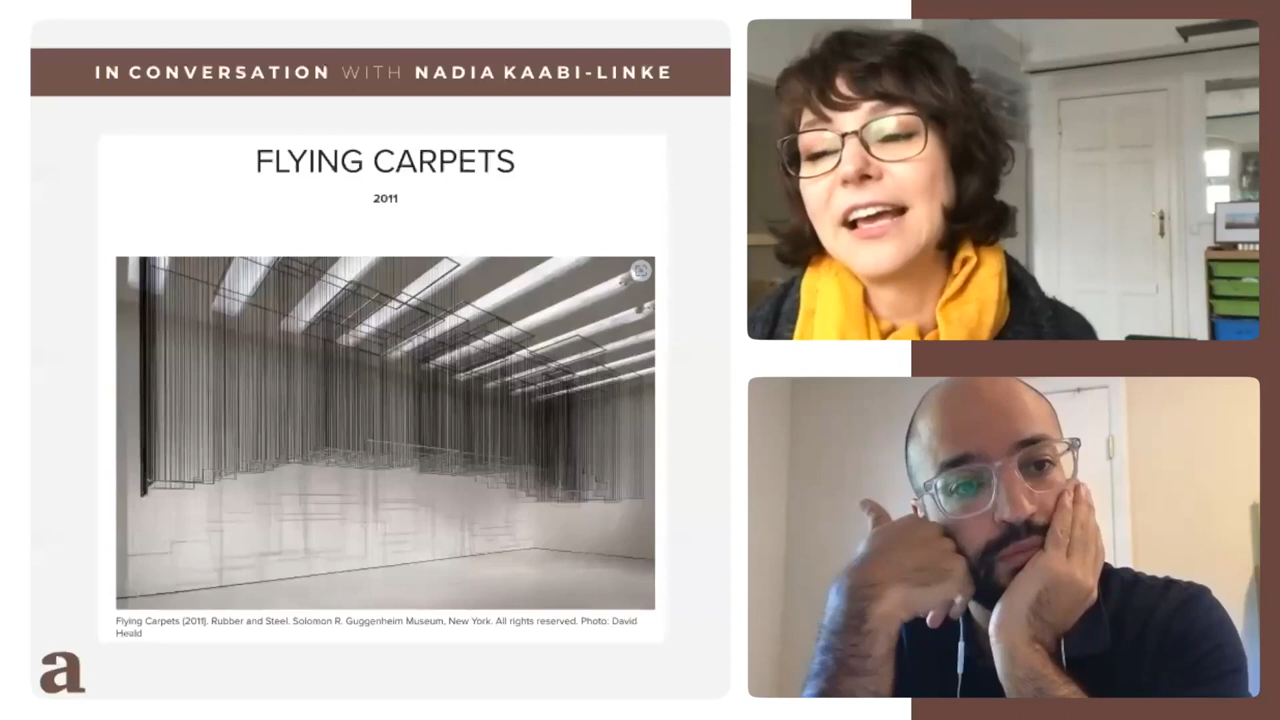 IN CONVERSATION WITH NADIA KAABI-LINKE
FLYING CARPETS
2011
Flying Carpets (2011). Rubber and Steel. Solomon R. Guggenheim Museum, New York. All rights reserved. Photo: David
Heald
a